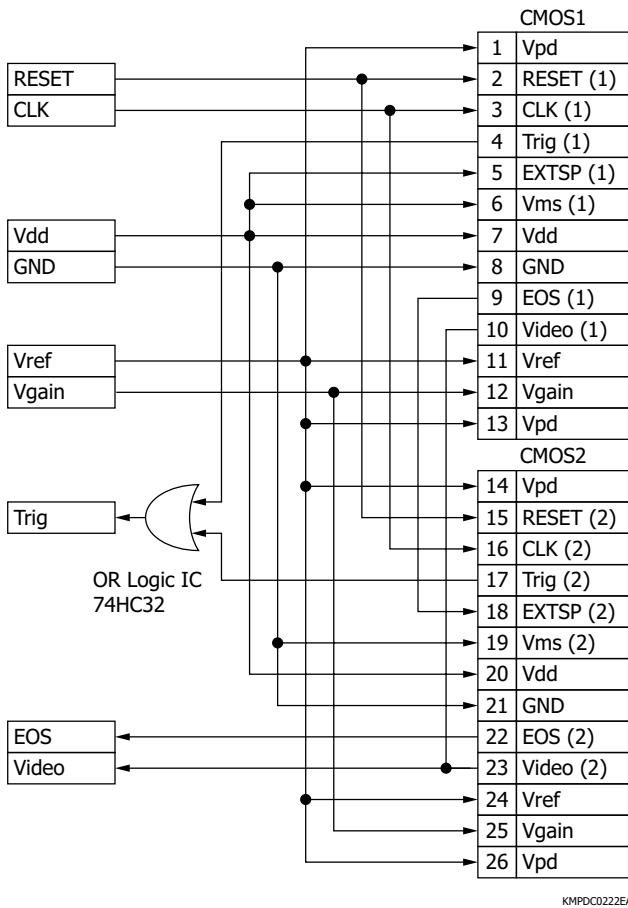 CMOS1
1 Vpd
RESET 2 RESET (1)
CLK 3 CLK (1)
4 Trig (1)
5 EXTSP (1)
6 Vms (1)
Vdd 7 Vdd
GND 8 GND
9 EOS (1)
10 Video (1)
Vref 11 Vref
Vgain 12 Vgain
13 Vpd
CMOS2
14 Vpd
Trig 15 RESET (2)
16 CLK (2)
OR Logic IC 17 Trig (2)
74HC32 18 EXTSP (2)
19 Vms (2)
20 Vdd
21 GND
EOS 22 EOS (2)
Video 23 Video (2)
24 Vref
25 Vgain
26 Vpd
KMPDC0222EA